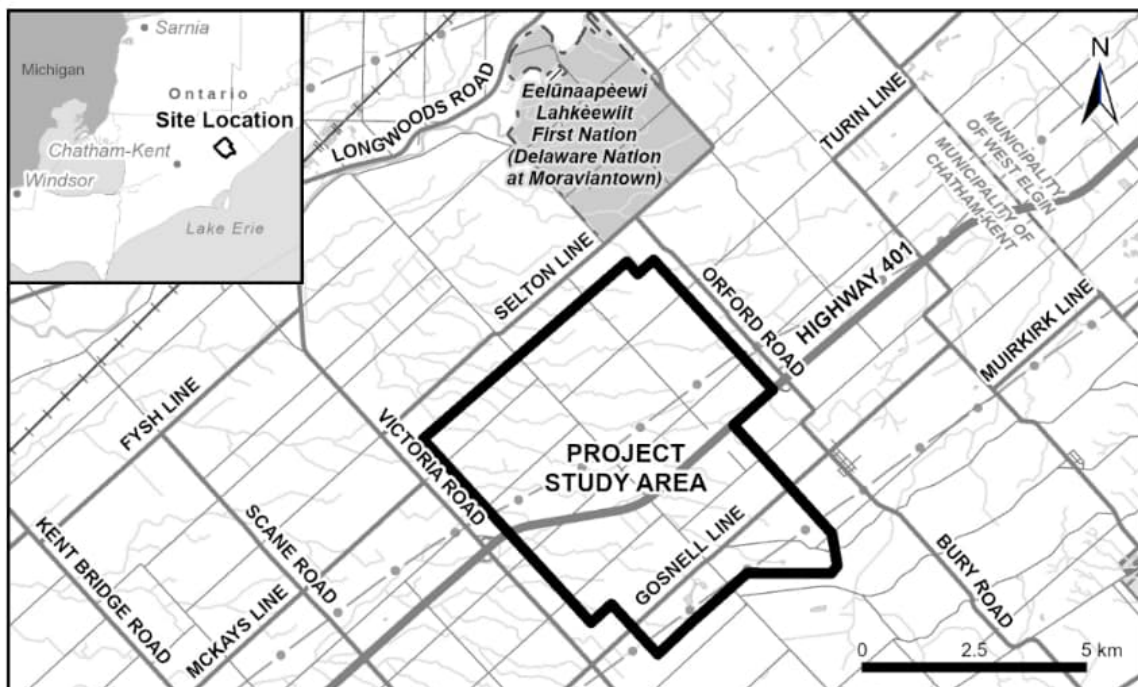 Sarnia
Michigan
Ontario
Site Location
Chatham-Kent
Windsor
Lake Erie
LONGWOODS ROAD
Eelūnaapèewi
Lahkèewiit
First Nation
(Delaware Nation
at Moraviantown)
TURIN LINE
N
MUNICIPALITY
OF WEST ELGIN
MUNICIPALITY OF
CHATHAM-KENT
SELTON LINE
ORFORD ROAD
HIGHWAY 401
MUIRKIRK LINE
FYSH LINE
VICTORIA ROAD
PROJECT
STUDY AREA
KENT BRIDGE ROAD
SCANE ROAD
MCKAYS LINE
GOSNELL LINE
BURY ROAD
0 2.5 5 km